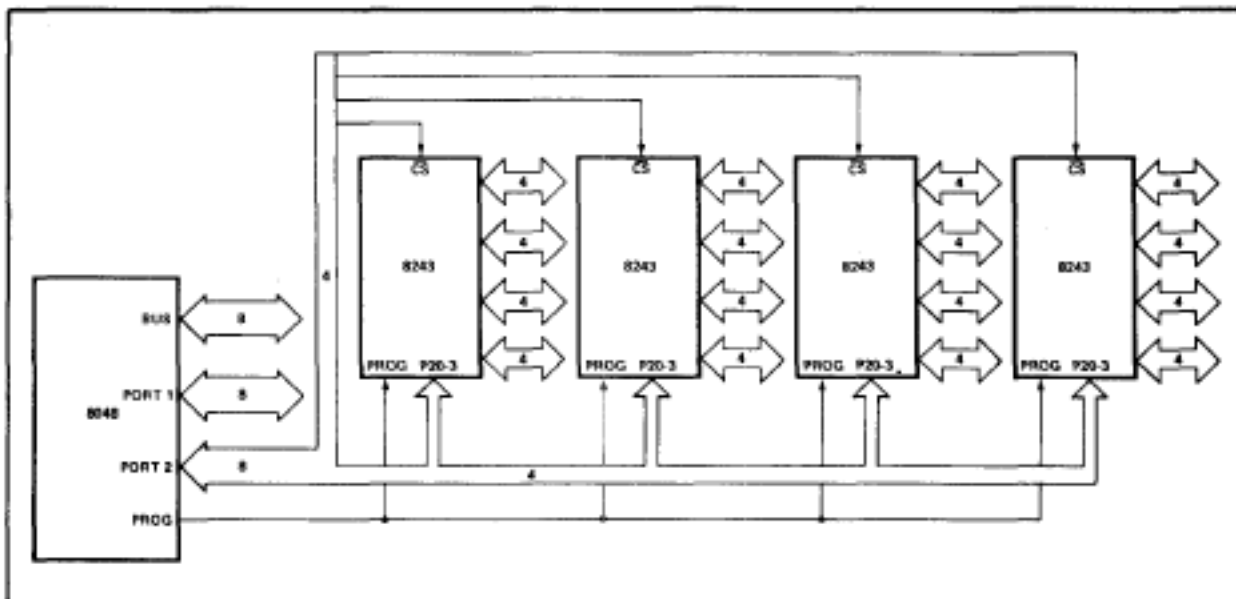 CS CS CS CS
4 4 4 4
4 4 4 4
8243 8243 8243 8243
4
4 4 4 4
BUS 8
PROG P20-3 PROG P20-3 PROG P20-3 PROG P20-3
4 4 4 4
PORT 1 8
8048
PORT 2 8
4
PROG